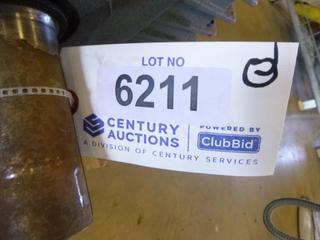 LOT NO
6211
CENTURY AUCTIONS
POWERED BY ClubBid
A DIVISION OF CENTURY SERVICES